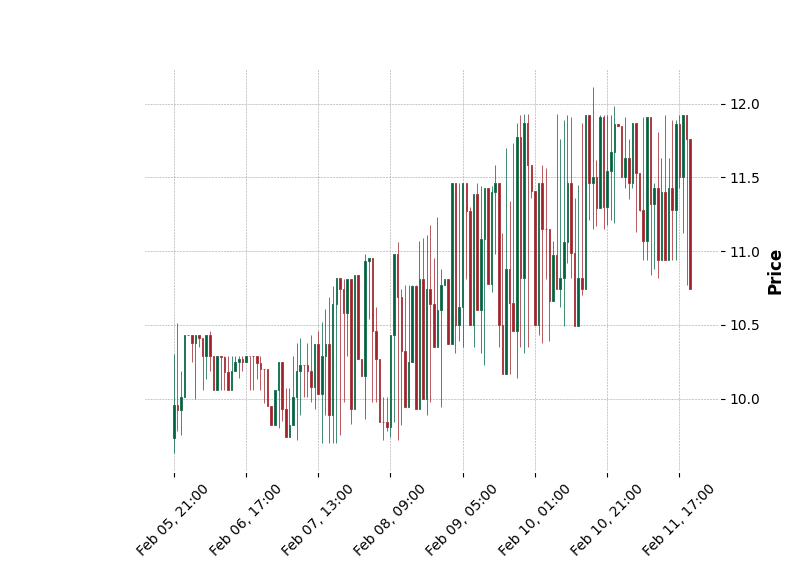 12.0
11.5
11.0
10.5
10.0
Price
Feb 05, 21:00
Feb 06, 17:00
Feb 07, 13:00
Feb 08, 09:00
Feb 09, 05:00
Feb 10, 01:00
Feb 10, 21:00
Feb 11, 17:00